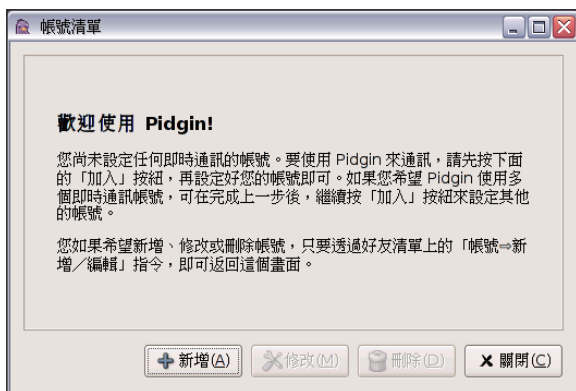 帳號清單
歡迎使用 Pidgin!
您尚未設定任何即時通訊的帳號。要使用 Pidgin 來通訊，請先按下面
的「加入」按紐，再設定好您的帳號即可。如果您希望 Pidgin 使用多
個即時通訊帳號，可在完成上一步後，繼續按「加入」按紐來設定其他
的帳號。
您如果希望新增、修改或刪除帳號，只要透過好友清單上的「帳號⇨新
增／編輯」指令，即可返回這個畫面。
新增(A) 修改(M) 刪除(D) 關閉(C)